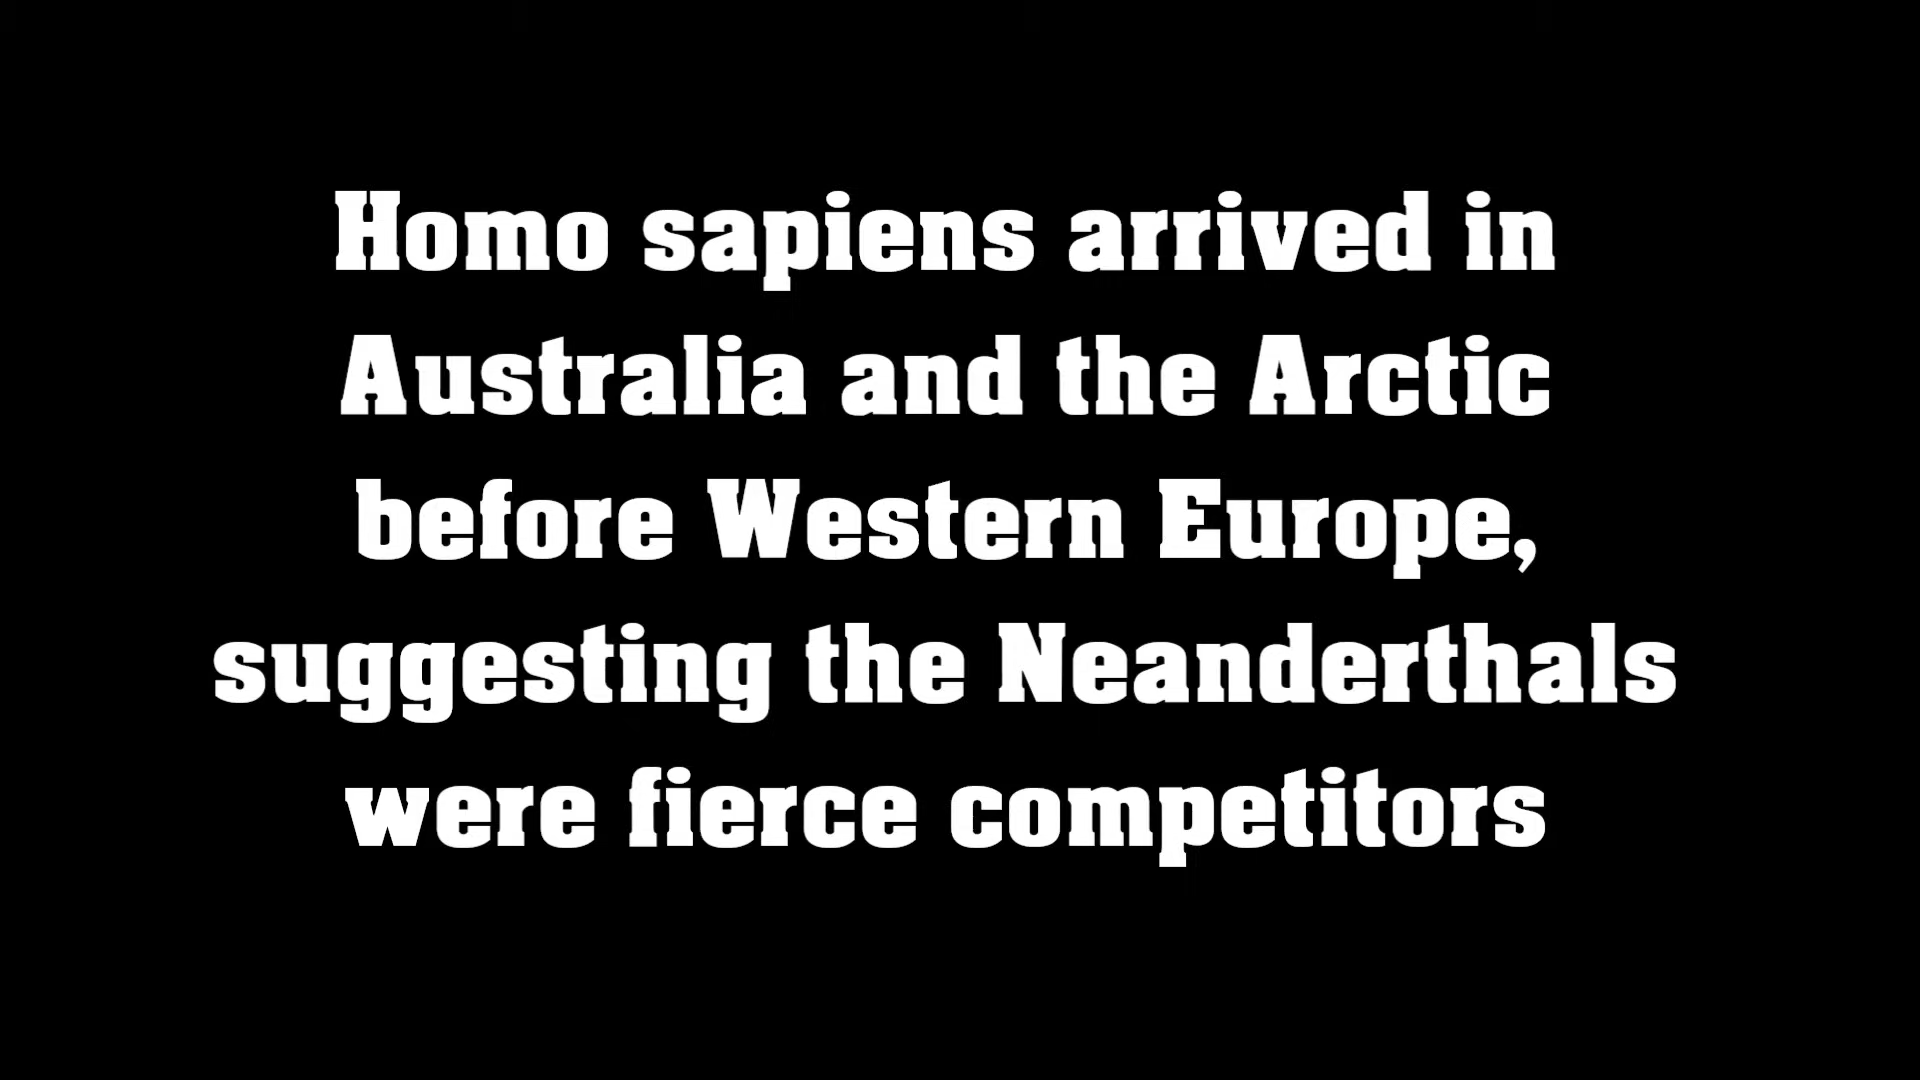 Homo sapiens arrived in
Australia and the Arctic
before Western Europe,
suggesting the Neanderthals
were fierce competitors